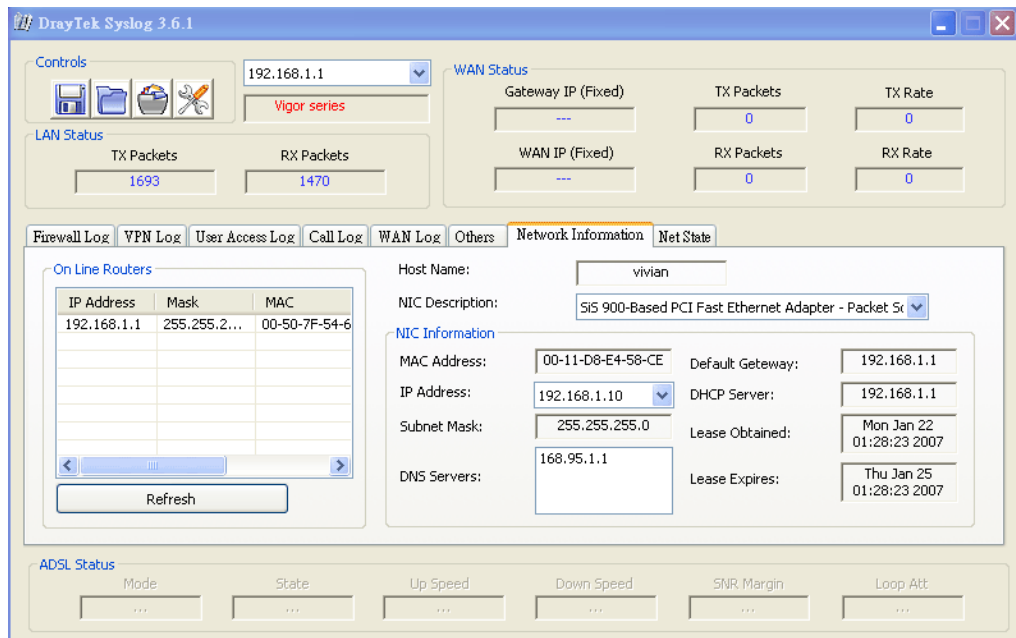 DrayTek Syslog 3.6.1
Controls
192.168.1.1
Vigor series
WAN Status
Gateway IP (Fixed) TX Packets TX Rate
--- 0 0
WAN IP (Fixed) RX Packets RX Rate
--- 0 0
LAN Status
TX Packets RX Packets
1693 1470
Firewall Log VPN Log User Access Log Call Log WAN Log Others Network Information Net State
On Line Routers
IP Address Mask MAC
192.168.1.1 255.255.2... 00-50-7F-54-6
Refresh
Host Name: vivian
NIC Description: SiS 900-Based PCI Fast Ethernet Adapter - Packet Sc
NIC Information
MAC Address: 00-11-D8-E4-58-CE
IP Address: 192.168.1.10
Subnet Mask: 255.255.255.0
DNS Servers: 168.95.1.1
Default Geteway: 192.168.1.1
DHCP Server: 192.168.1.1
Lease Obtained: Mon Jan 22
01:28:23 2007
Lease Expires: Thu Jan 25
01:28:23 2007
ADSL Status
Mode State Up Speed Down Speed SNR Margin Loop Att
... ... ... ... ... ...